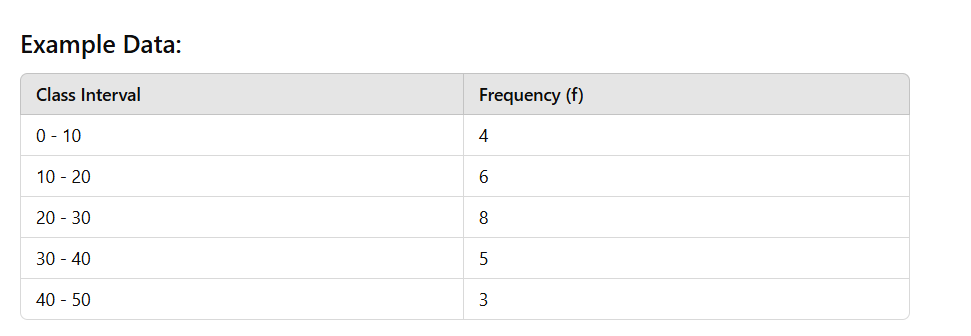 Example Data:
Class Interval Frequency (f)
0 - 10 4
10 - 20 6
20 - 30 8
30 - 40 5
40 - 50 3